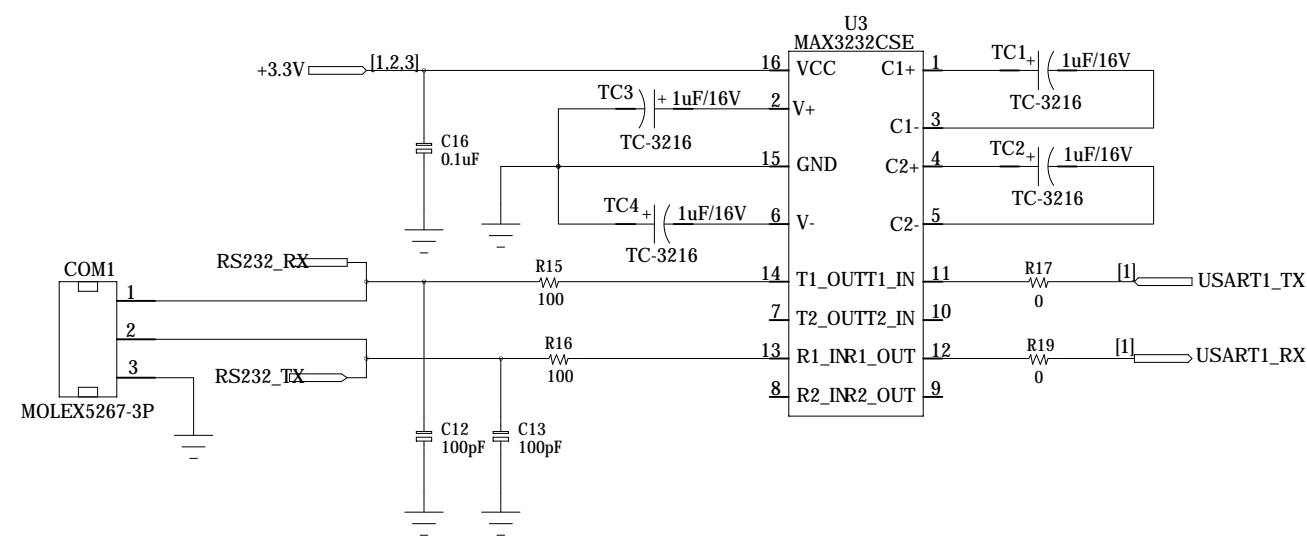 U3
MAX3232CSE
+3.3V
[1,2,3]
16 VCC
C1+ 1
TC1
+
1uF/16V
TC-3216
TC3
+ 1uF/16V
TC-3216
2 V+
C1- 3
C16
0.1uF
15 GND
C2+ 4
TC2
+
1uF/16V
TC-3216
TC4
+
1uF/16V
TC-3216
6 V-
C2- 5
RS232_RX
COM1
1
2
3
MOLEX5267-3P
RS232_TX
R15
100
14 T1_OUT
T1_IN 11
R17
0
[1]
USART1_TX
7 T2_OUT
T2_IN 10
R16
100
13 R1_IN
R1_OUT 12
R19
0
[1]
USART1_RX
8 R2_IN
R2_OUT 9
C12
100pF
C13
100pF